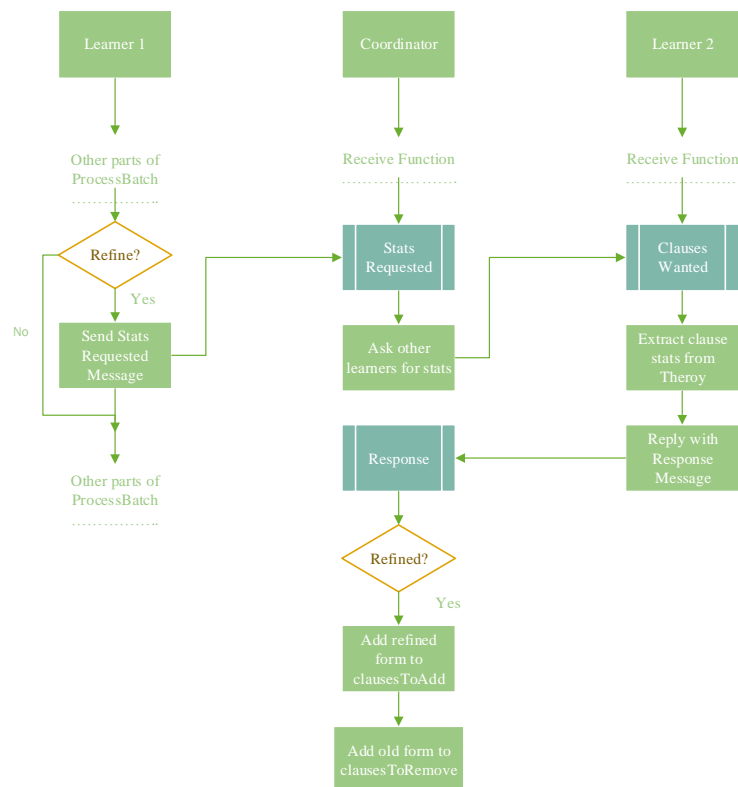 Learner 1
Coordinator
Learner 2
Other parts of
ProcessBatch
Receive Function
Receive Function
Refine?
Stats
Requested
Clauses
Wanted
Yes
No
Send Stats
Requested
Message
Ask other
learners for stats
Extract clause
stats from
Theroy
Other parts of
ProcessBatch
Response
Reply with
Response
Message
Refined?
Yes
Add refined
form to
clausesToAdd
Add old form to
clausesToRemove